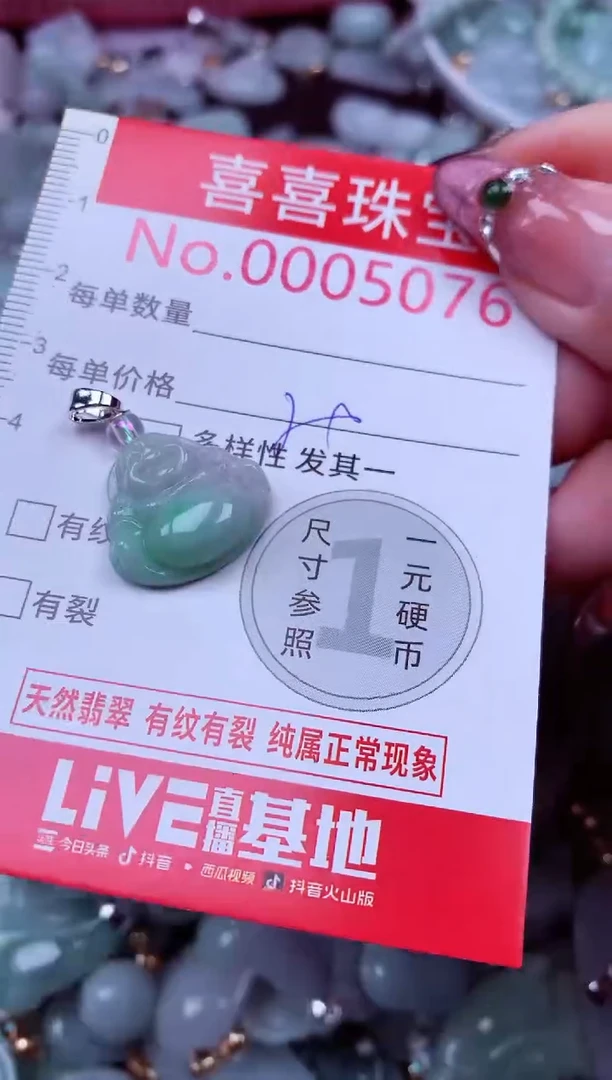 0
1
2
3
4
喜喜珠宝
No.0005076
每单数量
每单价格
多样性 发其一
有纹
有裂
尺寸参照
一元硬币
1
天然翡翠 有纹有裂 纯属正常现象
LiVE直播基地
今日头条 抖音 西瓜视频 抖音火山版